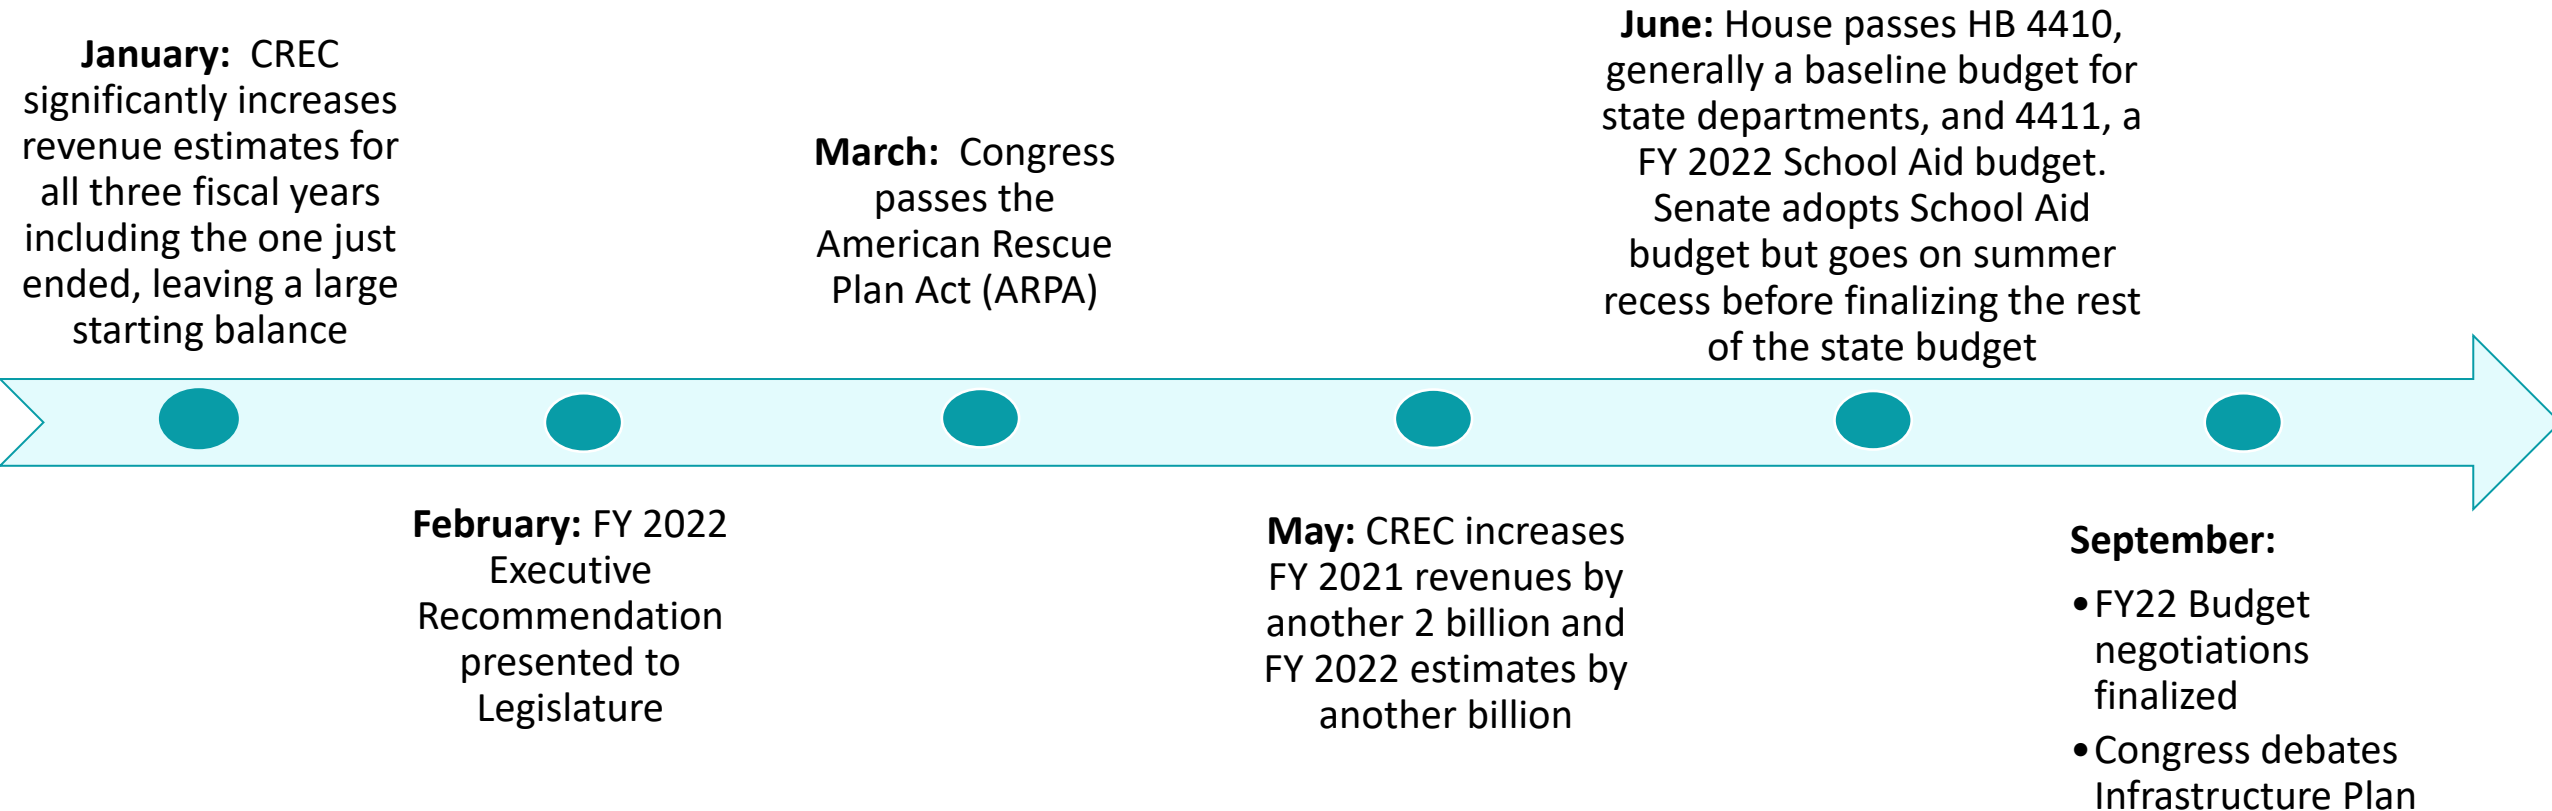 January:  CREC
significantly increases
revenue estimates for
all three fiscal years
including the one just
ended, leaving a large
starting balance
February: FY 2022
Executive
Recommendation
presented to
Legislature
March:  Congress
passes the
American Rescue
Plan Act (ARPA)
May: CREC increases
FY 2021 revenues by
another 2 billion and
FY 2022 estimates by
another billion
June: House passes HB 4410,
generally a baseline budget for
state departments, and 4411, a
FY 2022 School Aid budget.
Senate adopts School Aid
budget but goes on summer
recess before finalizing the rest
of the state budget
September:
•FY22 Budget
negotiations
finalized
•Congress debates
Infrastructure Plan